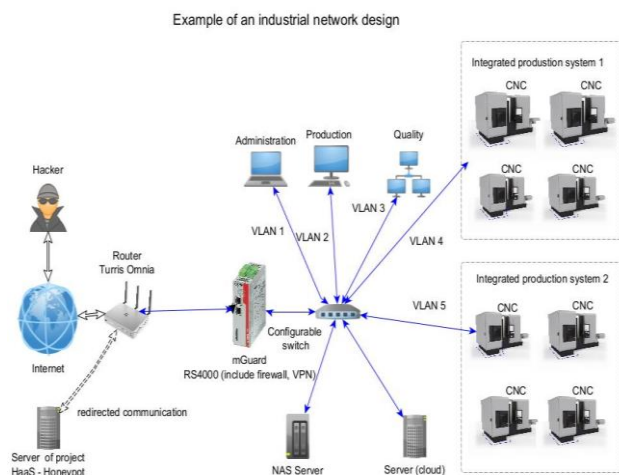 Example of an industrial network design
Integrated produstion system 1
CNC
CNC
CNC
CNC
Administration
Production
Quality
Hacker
VLAN 1
VLAN 2
VLAN 3
VLAN 4
Router
Turris Omnia
Integrated production system 2
VLAN 5
CNC
CNC
CNC
CNC
Configurable
switch
Internet
mGuard
RS4000 (include firewall, VPN)
redirected communication
Server of project
HaaS - Honeypot
NAS Server
Server (cloud)